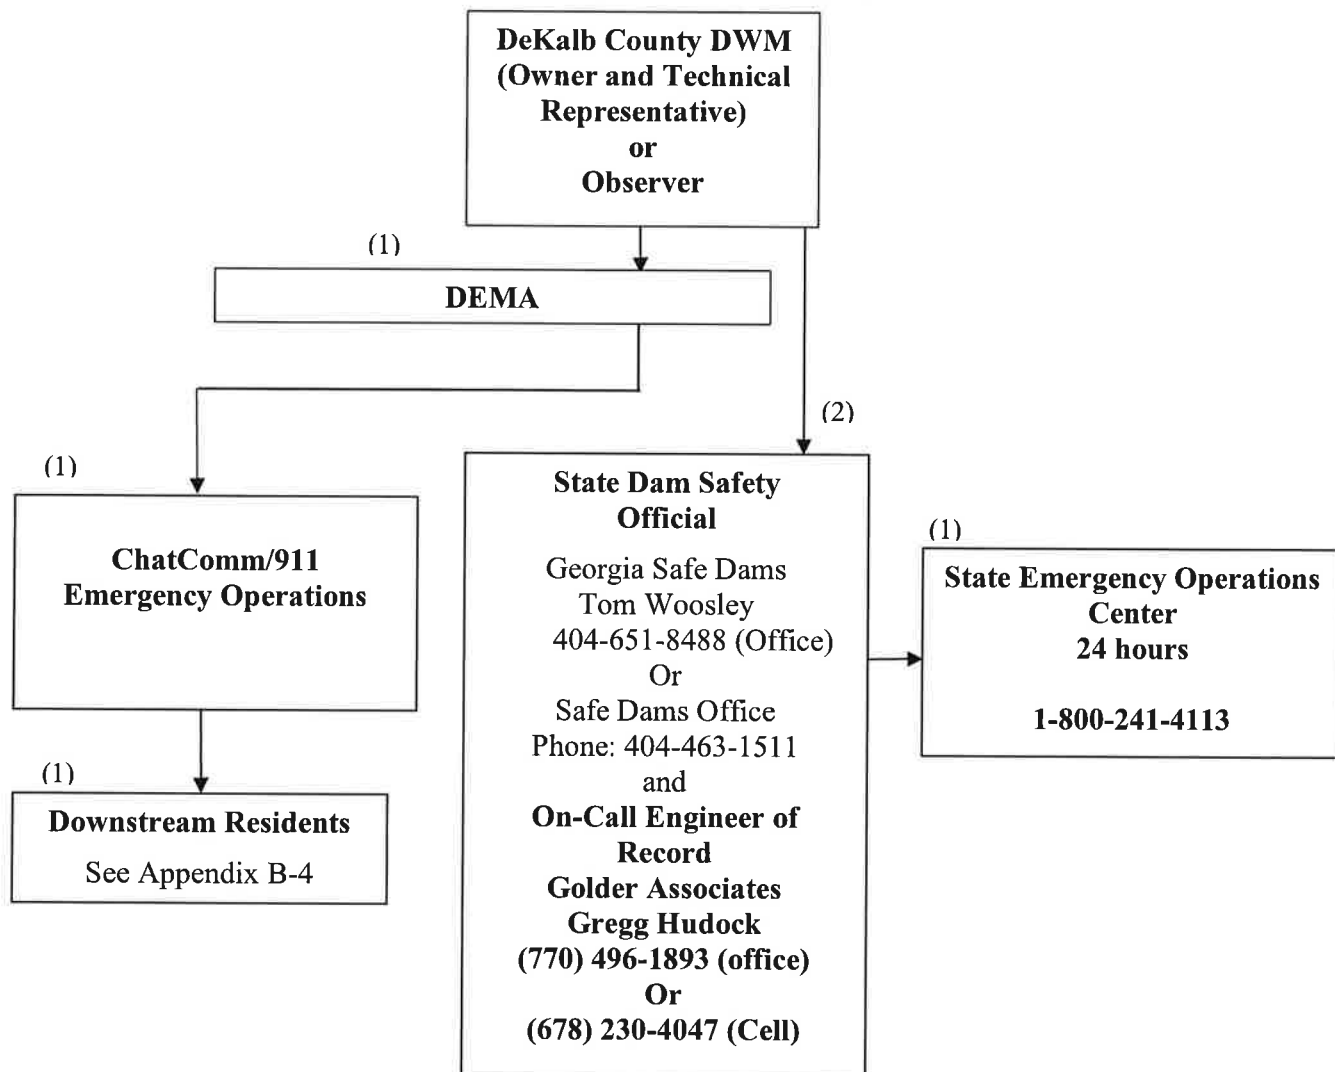 DeKalb County DWM
(Owner and Technical
Representative)
or
Observer
(1)
DEMA
(2)
(1)
ChatComm/911
Emergency Operations
(1)
Downstream Residents
See Appendix B-4
State Dam Safety
Official
Georgia Safe Dams
Tom Woosley
404-651-8488 (Office)
Or
Safe Dams Office
Phone: 404-463-1511
and
On-Call Engineer of
Record
Golder Associates
Gregg Hudock
(770) 496-1893 (office)
Or
(678) 230-4047 (Cell)
(1)
State Emergency Operations
Center
24 hours
1-800-241-4113